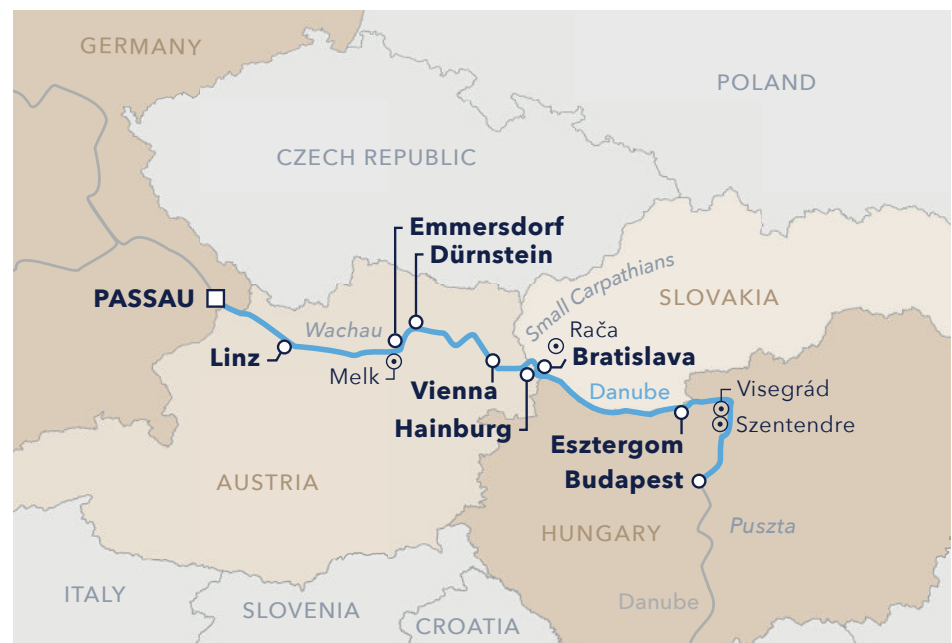 GERMANY
POLAND
CZECH REPUBLIC
Emmersdorf
Dürnstein
Small Carpathians
PASSAU
SLOVAKIA
Wachau
Rača
Linz
Melk
Bratislava
Vienna
Danube
Visegrád
Hainburg
Szentendre
Esztergom
Budapest
AUSTRIA
HUNGARY
Puszta
ITALY
SLOVENIA
Danube
CROATIA